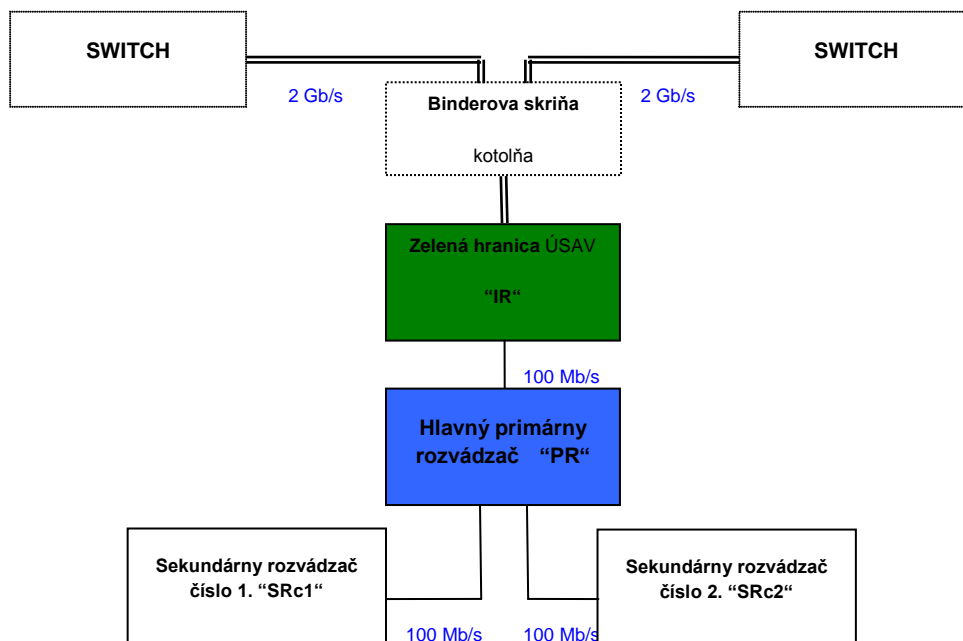 SWITCH
SWITCH
2 Gb/s
2 Gb/s
Binderova skriňa
kotolňa
Zelená hranica ÚSAV
“IR“
100 Mb/s
Hlavný primárny
rozvádzač “PR“
Sekundárny rozvádzač
číslo 1. “SRc1“
Sekundárny rozvádzač
číslo 2. “SRc2“
100 Mb/s
100 Mb/s